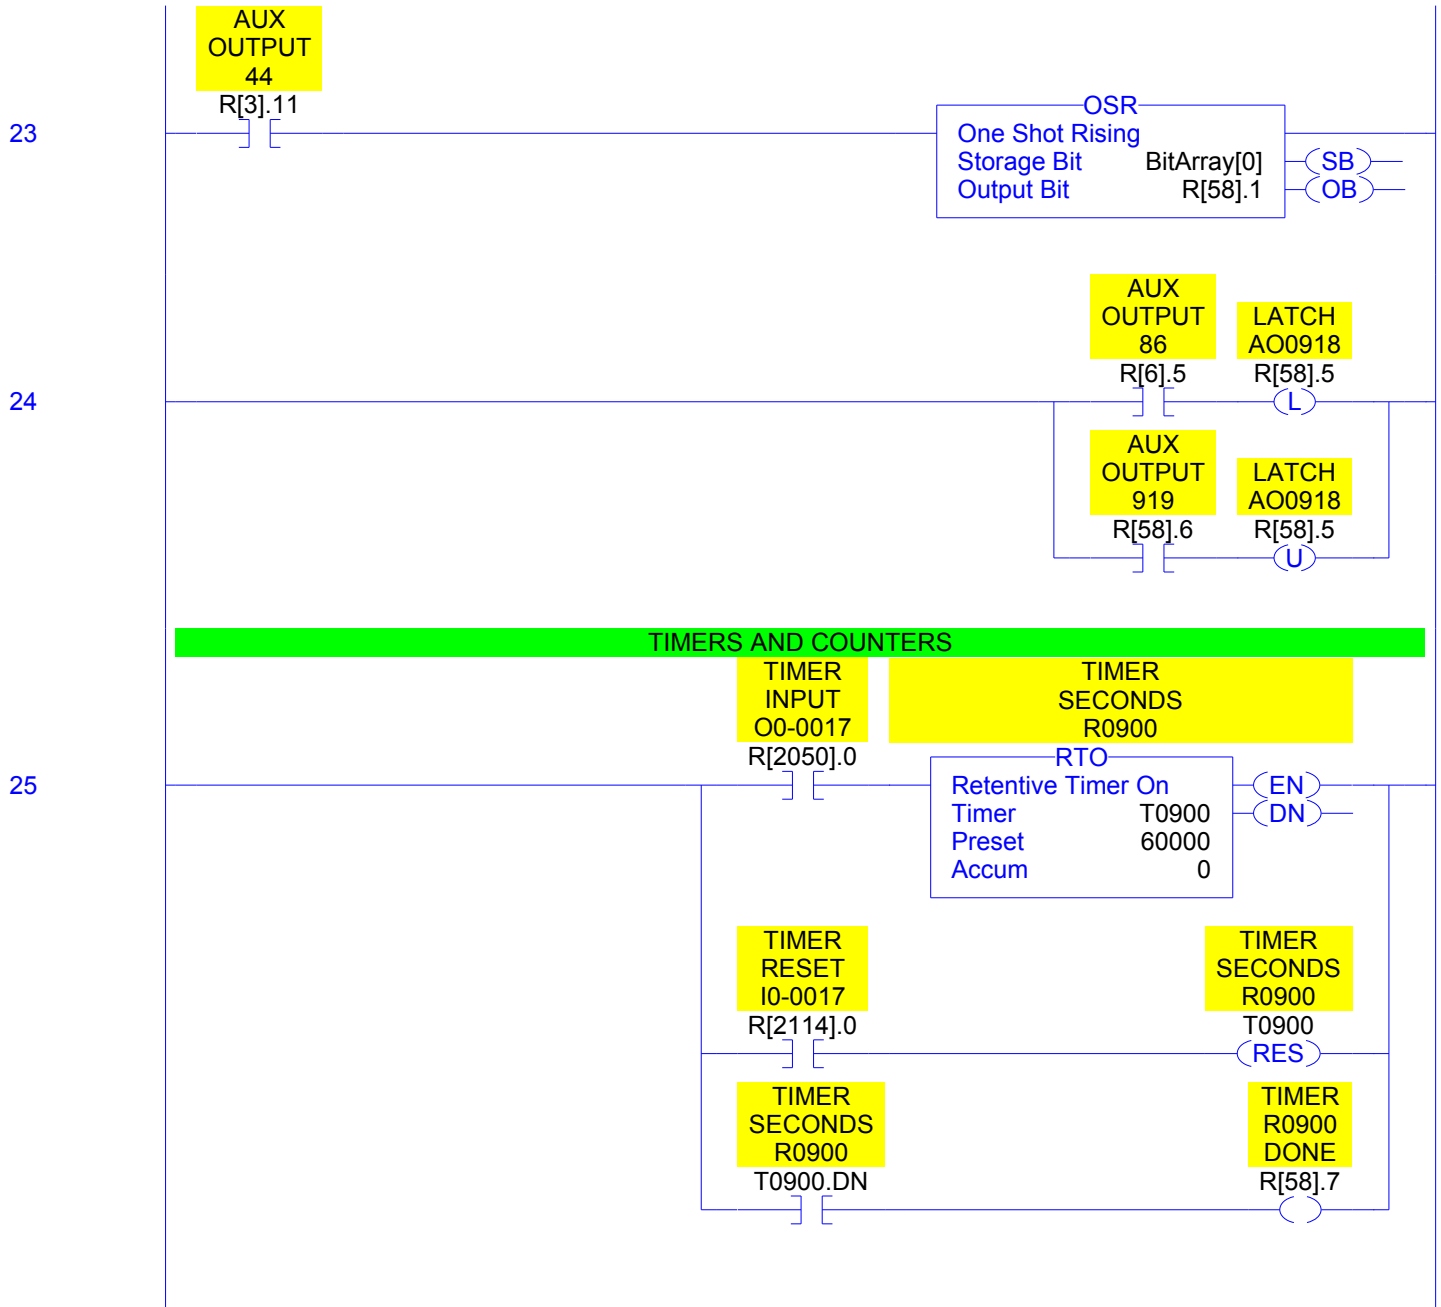 AUX
OUTPUT
44
R[3].11
23
OSR
One Shot Rising
Storage Bit BitArray[0]
Output Bit R[58].1
SB
OB
AUX
OUTPUT
86
R[6].5
LATCH
AO0918
R[58].5
24
L
AUX
OUTPUT
919
R[58].6
LATCH
AO0918
R[58].5
U
TIMERS AND COUNTERS
TIMER
INPUT
O0-0017
R[2050].0
TIMER
SECONDS
R0900
25
RTO
Retentive Timer On
Timer T0900
Preset 60000
Accum 0
EN
DN
TIMER
RESET
I0-0017
R[2114].0
TIMER
SECONDS
R0900
T0900
RES
TIMER
SECONDS
R0900
T0900.DN
TIMER
R0900
DONE
R[58].7